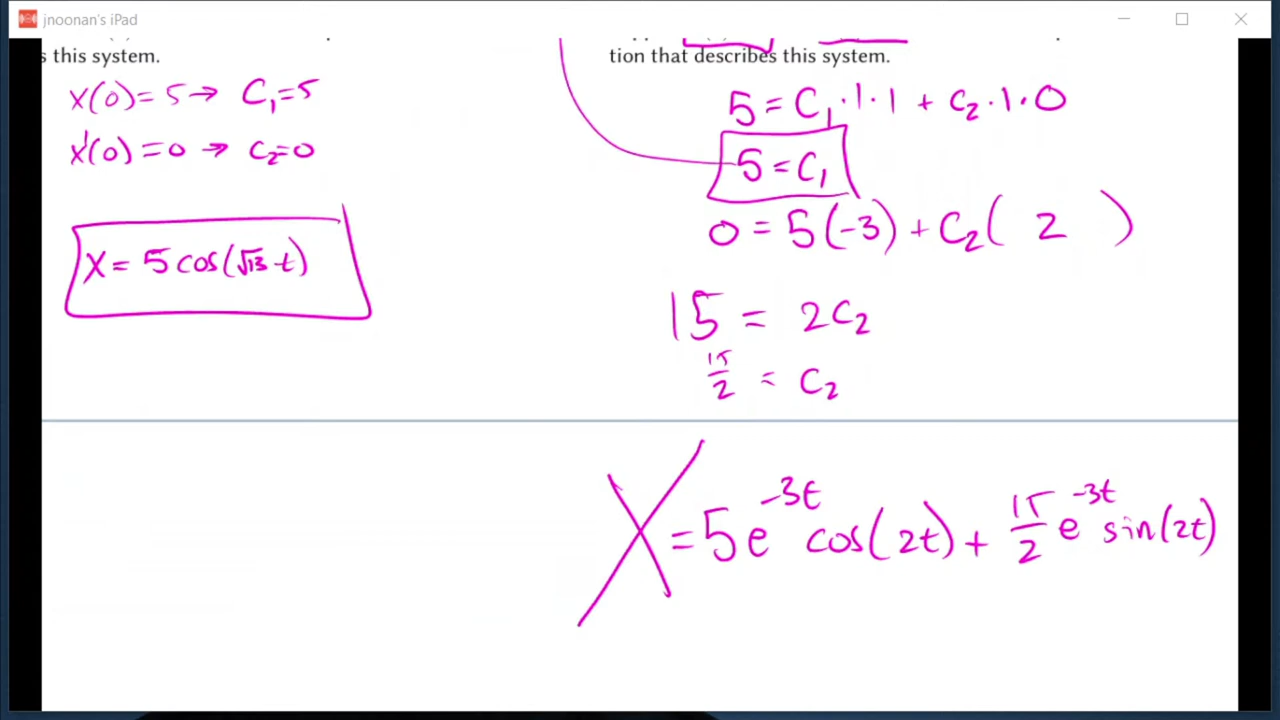 jnoonan's iPad
s this system.
x(0) = 5 → C₁=5
x'(0) = 0 → C₂=0
x = 5 cos(√13 t)
tion that describes this system.
5 = C₁·1·1 + C₂·1·0
5 = C₁
0 = 5(-3) + C₂( 2 )
15 = 2C₂
15/2 = C₂
X = 5e^-3t cos(2t) + 15/2 e^-3t sin(2t)